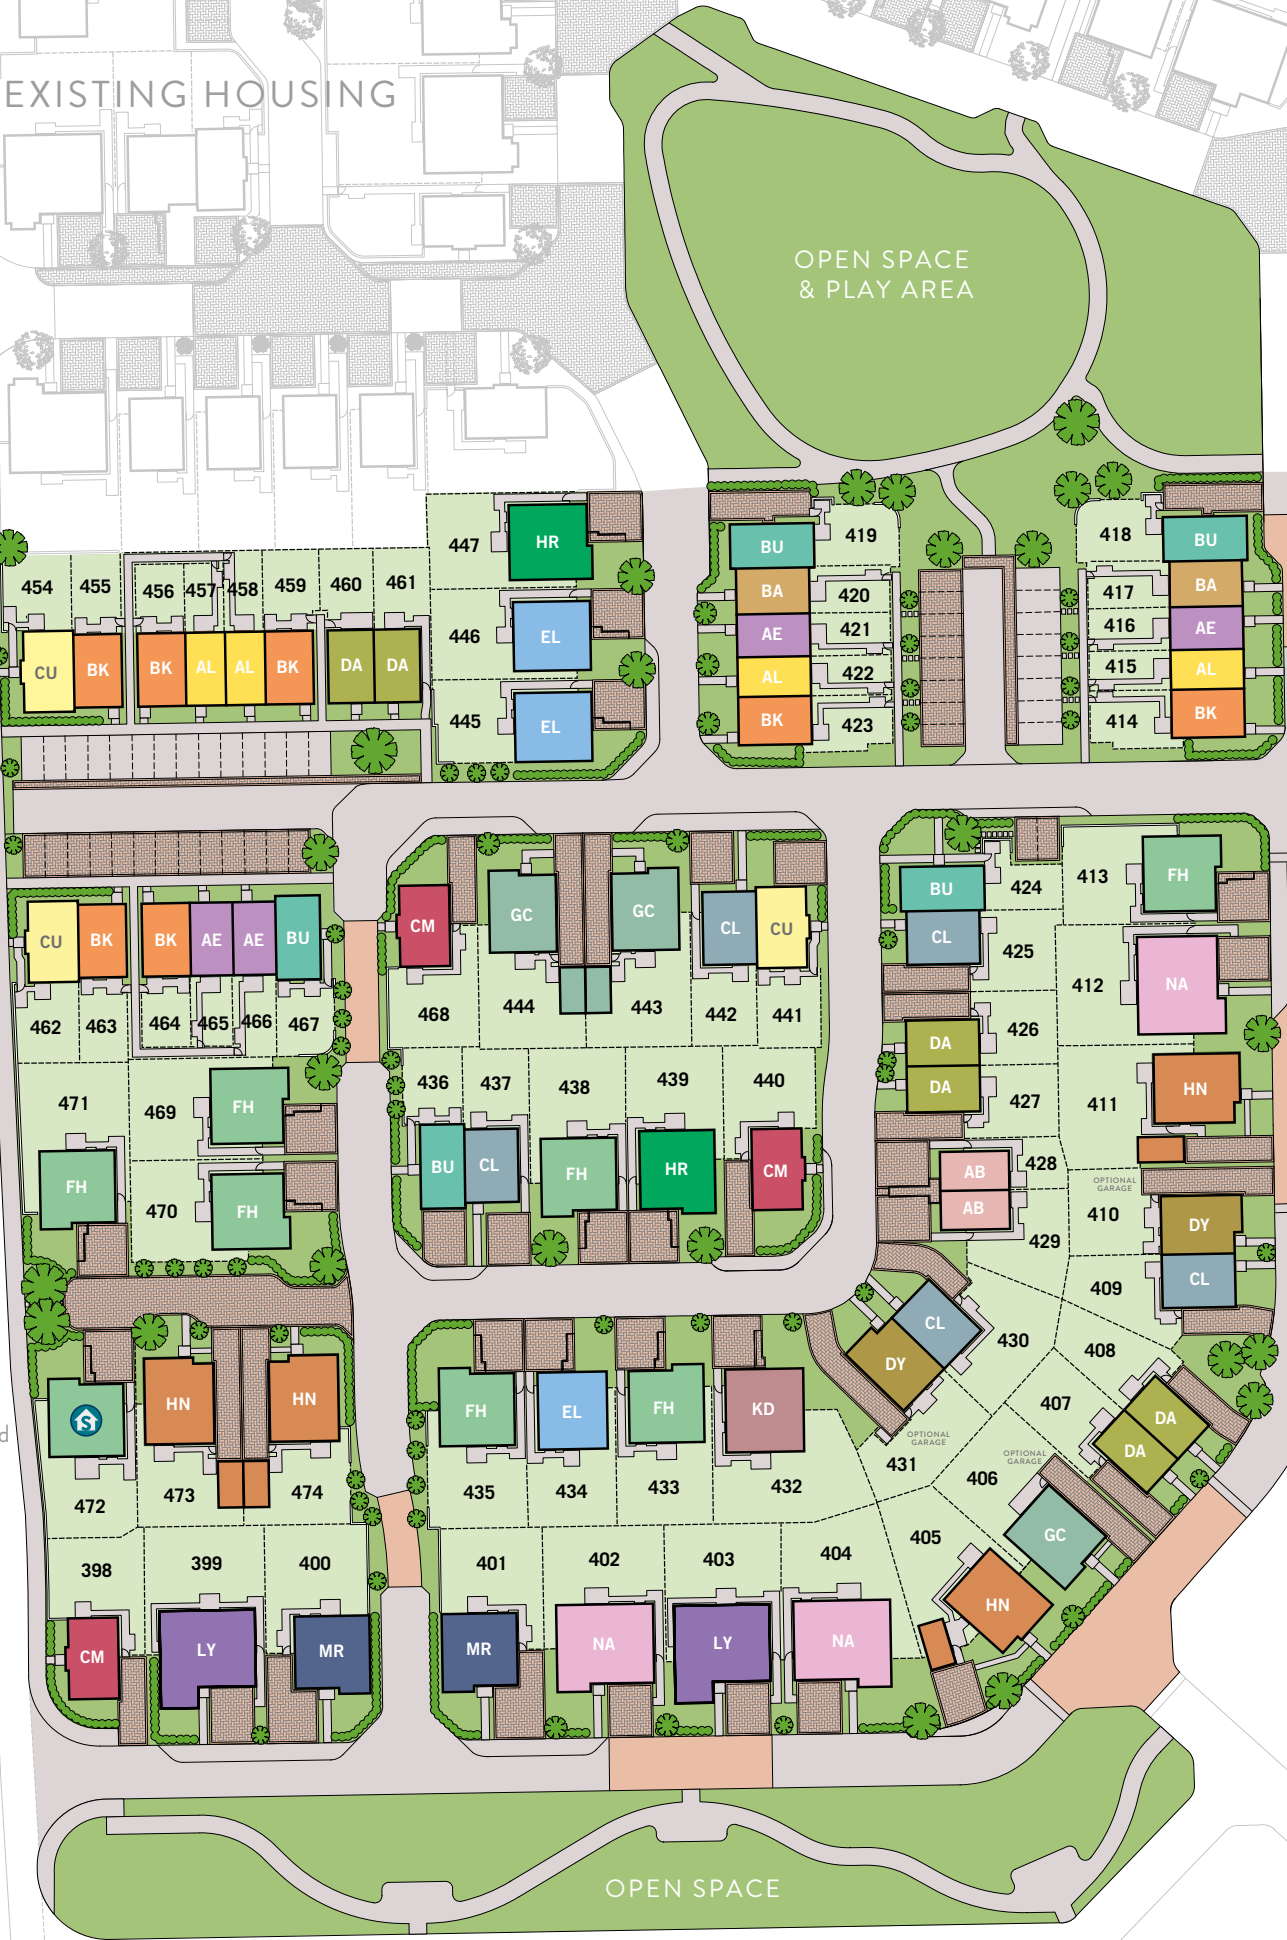 EXISTING HOUSING
OPEN SPACE
& PLAY AREA
447
HR
419
BU
418
BU
454
455
456
457
458
459
460
461
BA
420
417
BA
446
EL
AE
421
416
AE
CU
BK
BK
AL
AL
BK
DA
DA
AL
422
415
AL
445
EL
BK
423
414
BK
CM
GC
GC
CL
CU
BU
424
413
FH
CU
BK
BK
AE
AE
BU
CL
425
462
463
464
465
466
467
468
444
443
442
441
412
NA
DA
426
436
437
438
439
440
DA
427
411
HN
471
469
FH
FH
470
FH
BU
CL
FH
HR
CM
AB
428
AB
429
OPTIONAL
GARAGE
410
DY
409
CL
CL
430
DY
408
407
S
HN
HN
FH
EL
FH
KD
DA
DA
OPTIONAL
GARAGE
431
OPTIONAL
GARAGE
406
472
473
474
435
434
433
432
405
GC
398
399
400
401
402
403
404
HN
CM
LY
MR
MR
NA
LY
NA
OPEN SPACE